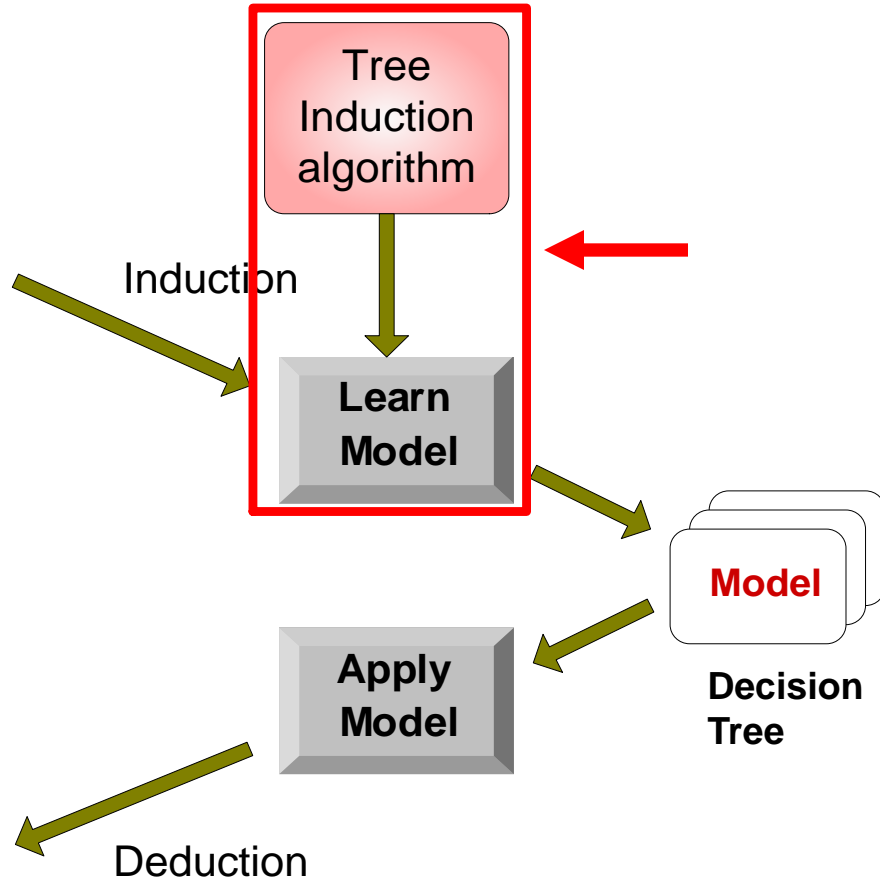 Tree
Induction
algorithm
Induction
Learn
Model
Model
Decision
Tree
Apply
Model
Deduction